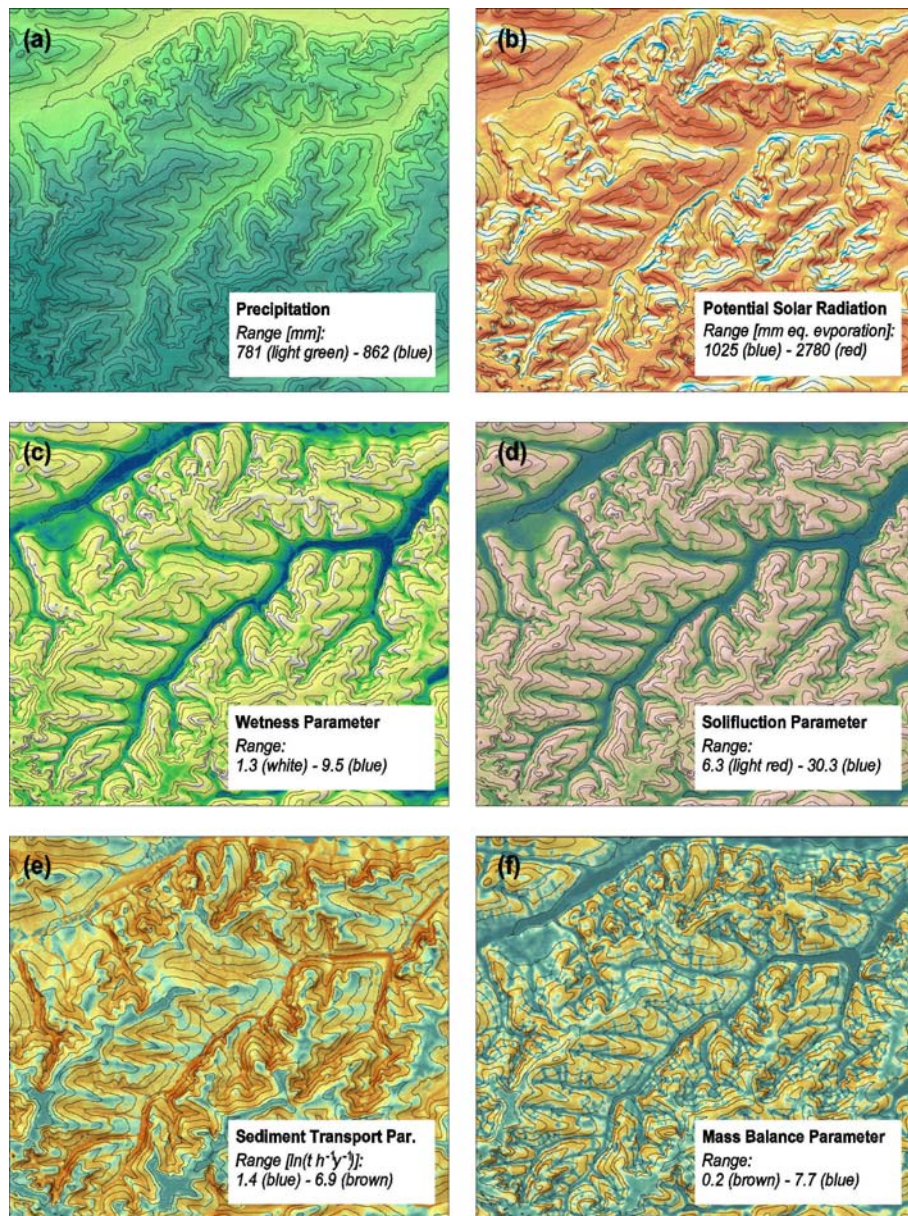 (a)
Precipitation
Range [mm]:
781 (light green) - 862 (blue)
(b)
Potential Solar Radiation
Range [mm eq. evporation]:
1025 (blue) - 2780 (red)
(c)
Wetness Parameter
Range:
1.3 (white) - 9.5 (blue)
(d)
Solifluction Parameter
Range:
6.3 (light red) - 30.3 (blue)
(e)
Sediment Transport Par.
Range [ln(t h⁻¹y⁻¹)]:
1.4 (blue) - 6.9 (brown)
(f)
Mass Balance Parameter
Range:
0.2 (brown) - 7.7 (blue)